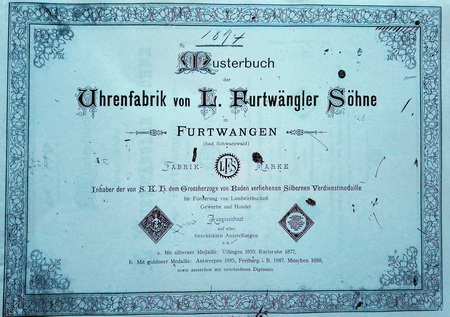 1894
Musterbuch
der
Uhrenfabrik von L. Furtwängler Söhne
in
FURTWANGEN
(bad Schwarzwald)
FABRIK- LFS MARKE
Inhaber der von S. K. H. dem Grossherzoge von Baden verliehenen Silbernen Verdienstmedaille
für Förderung von Landwirthschaft
Gewerbe und Handel
Ausgezeichnet
auf allen
beschickten Ausstellungen
a. Mit silberner Medaille: Villingen 1858, Karlsruhe 1877,
b. Mit goldener Medaille: Antwerpen 1885, Freiburg i. B. 1887, München 1888,
sowie ausserdem mit verschiedenen Diplomen